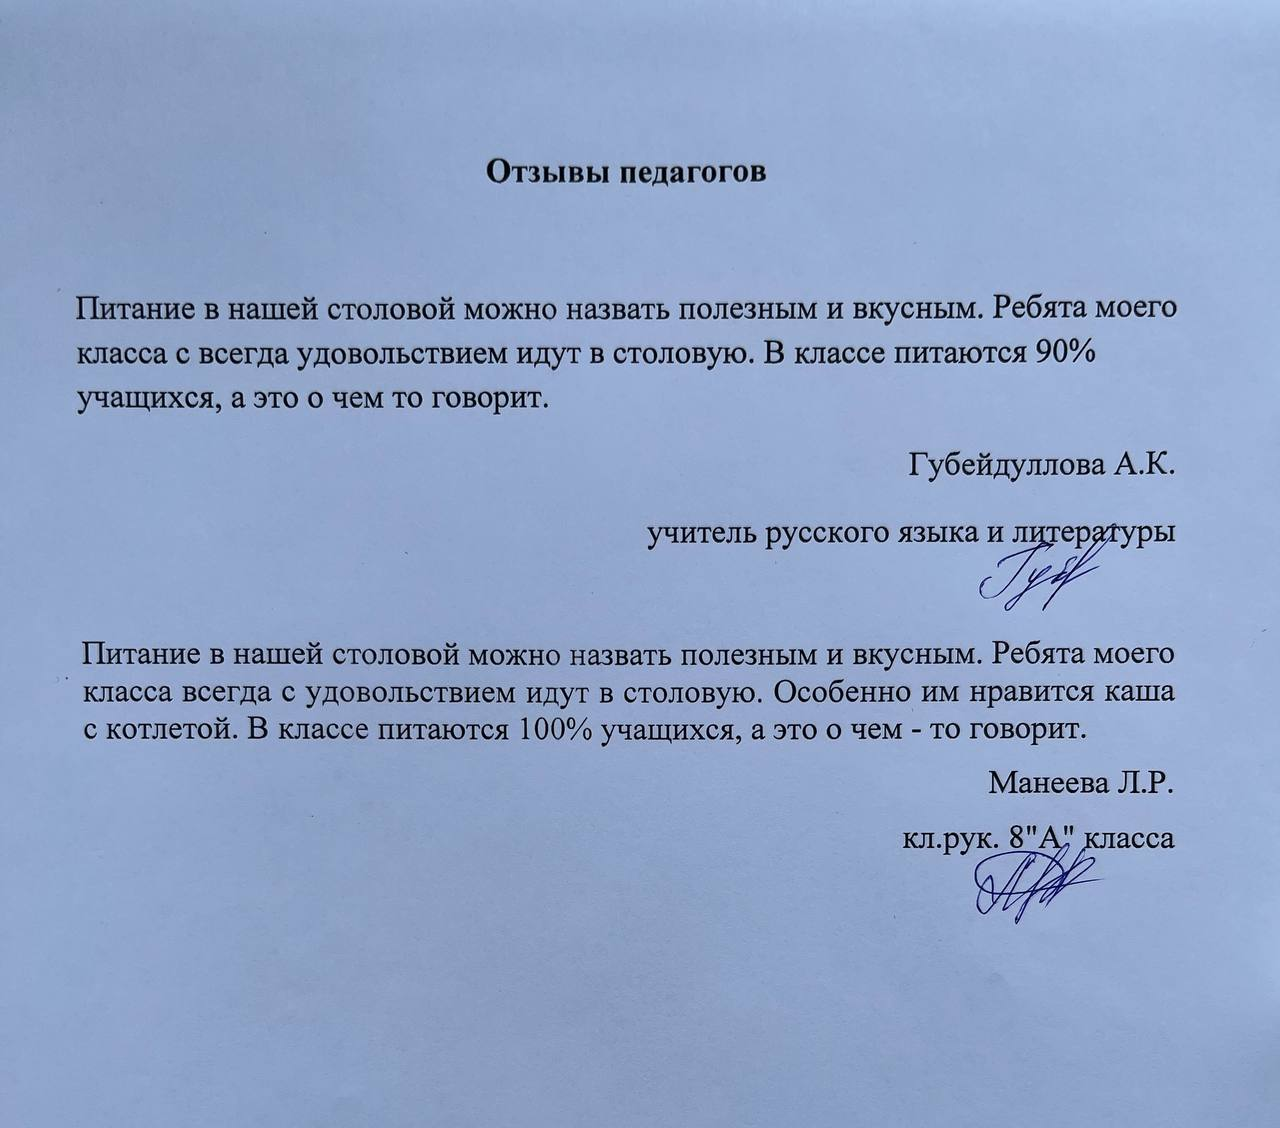 Отзывы педагогов
Питание в нашей столовой можно назвать полезным и вкусным. Ребята моего
класса с всегда удовольствием идут в столовую. В классе питаются 90%
учащихся, а это о чем то говорит.
Губейдуллова А.К.
учитель русского языка и литературы
Питание в нашей столовой можно назвать полезным и вкусным. Ребята моего
класса всегда с удовольствием идут в столовую. Особенно им нравится каша
с котлетой. В классе питаются 100% учащихся, а это о чем - то говорит.
Манеева Л.Р.
кл.рук. 8"А" класса